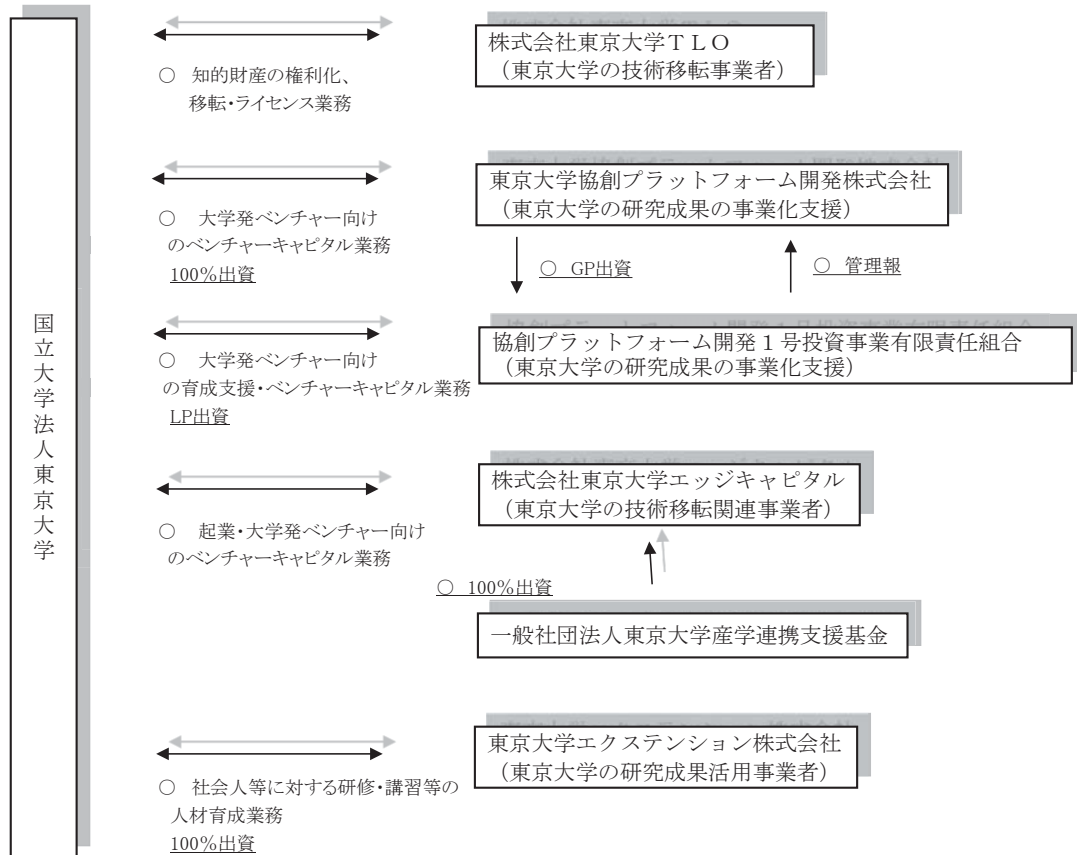 国立大学法人東京大学
株式会社東京大学ＴＬＯ
（東京大学の技術移転事業者）
○ 知的財産の権利化、
移転・ライセンス業務
東京大学協創プラットフォーム開発株式会社
（東京大学の研究成果の事業化支援）
○ 大学発ベンチャー向け
のベンチャーキャピタル業務
100％出資
○ GP出資
○ 管理報
協創プラットフォーム開発１号投資事業有限責任組合
（東京大学の研究成果の事業化支援）
○ 大学発ベンチャー向け
の育成支援・ベンチャーキャピタル業務
LP出資
株式会社東京大学エッジキャピタル
（東京大学の技術移転関連事業者）
○ 起業・大学発ベンチャー向け
のベンチャーキャピタル業務
○ 100％出資
一般社団法人東京大学産学連携支援基金
東京大学エクステンション株式会社
（東京大学の研究成果活用事業者）
○ 社会人等に対する研修・講習等の
人材育成業務
100％出資